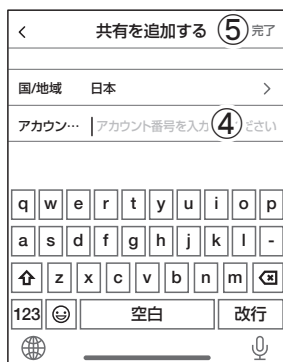 < 共有を追加する ⑤ 完了
国/地域 日本 >
アカウン… アカウント番号を入力 ④ ださい
q w e r t y u i o p
a s d f g h j k l -
z x c v b n m
123 空白 改行